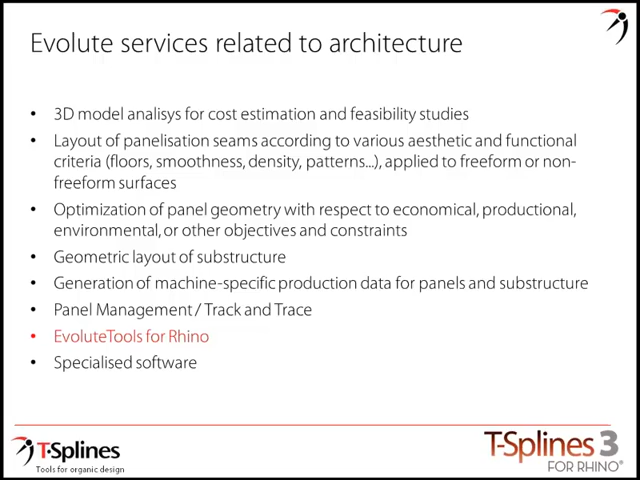 Evolute services related to architecture
• 3D model analisys for cost estimation and feasibility studies
• Layout of panelisation seams according to various aesthetic and functional
criteria (floors, smoothness, density, patterns...), applied to freeform or non-
freeform surfaces
• Optimization of panel geometry with respect to economical, productional,
environmental, or other objectives and constraints
• Geometric layout of substructure
• Generation of machine-specific production data for panels and substructure
• Panel Management / Track and Trace
• EvoluteTools for Rhino
• Specialised software
T-Splines
Tools for organic design
T-Splines 3
FOR RHINO®